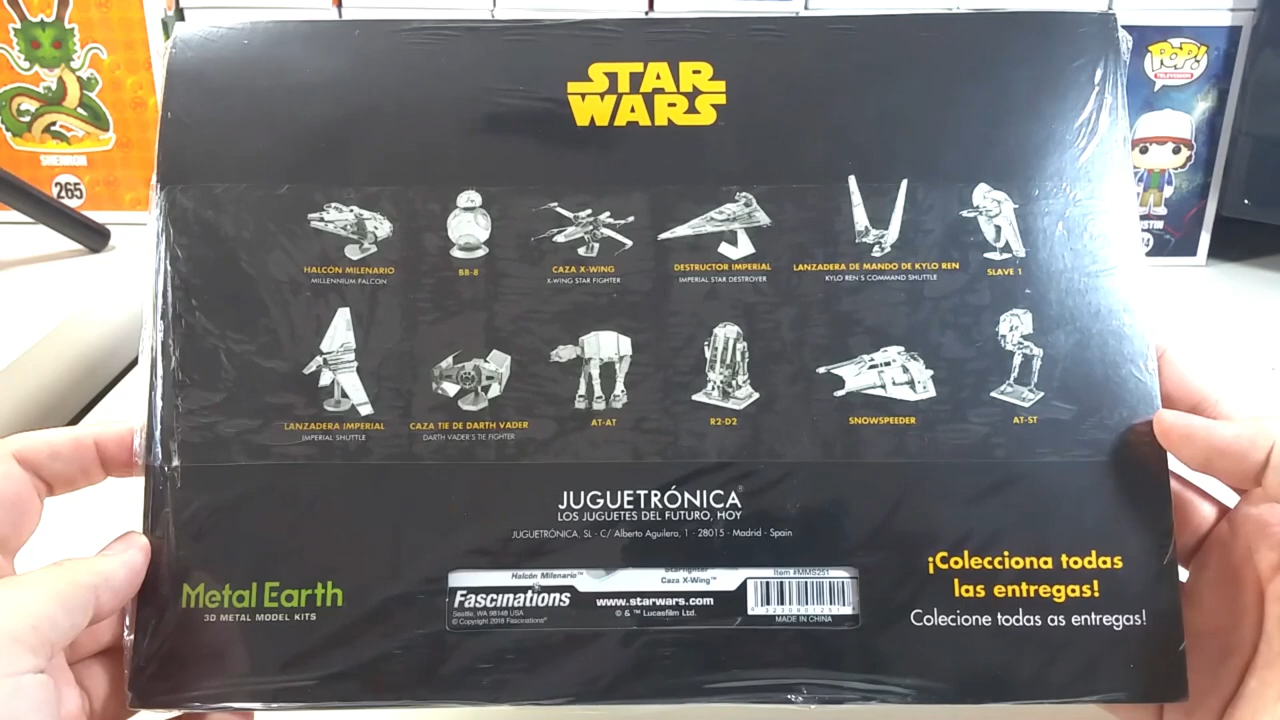 STAR
WARS
POP!
TELEVISION
SHENRON
265
HALCÓN MILENARIO
MILLENNIUM FALCON
BB-8
CAZA X-WING
X-WING STAR FIGHTER
DESTRUCTOR IMPERIAL
IMPERIAL STAR DESTROYER
LANZADERA DE MANDO DE KYLO REN
KYLO REN'S COMMAND SHUTTLE
SLAVE 1
LANZADERA IMPERIAL
IMPERIAL SHUTTLE
CAZA TIE DE DARTH VADER
DARTH VADER'S TIE FIGHTER
AT-AT
R2-D2
SNOWSPEEDER
AT-ST
JUGUETRÓNICA®
LOS JUGUETES DEL FUTURO, HOY
JUGUETRÓNICA, SL - C/ Alberto Aguilera, 1 - 28015 - Madrid - Spain
Metal Earth
3D METAL MODEL KITS
Halcón Milenario™
Starfighter
Caza X-Wing™
Item #MMS251
Fascinations
Seattle, WA 98148 USA
© Copyright 2018 Fascinations®
www.starwars.com
© & ™ Lucasfilm Ltd.
MADE IN CHINA
¡Colecciona todas
las entregas!
Colecione todas as entregas!